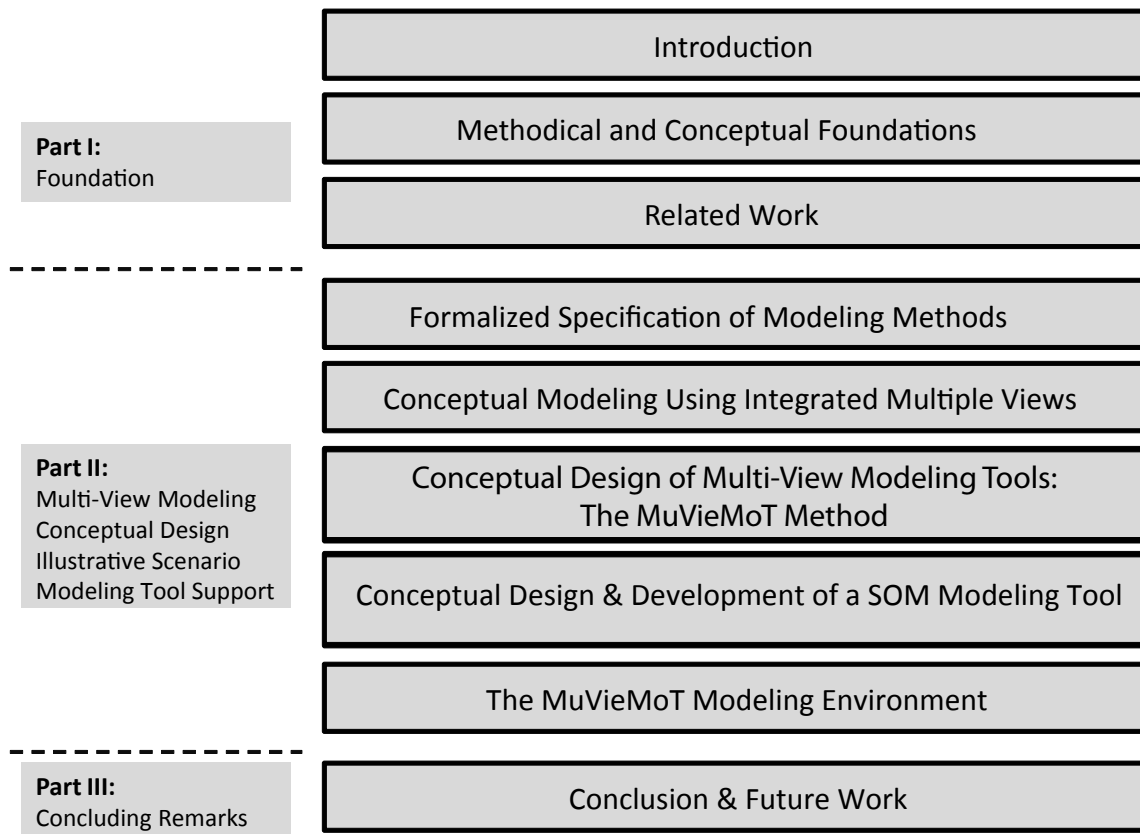 Introduction
Methodical and Conceptual Foundations
Part I:
Foundation
Related Work
Formalized Specification of Modeling Methods
Conceptual Modeling Using Integrated Multiple Views
Part II:
Multi-View Modeling
Conceptual Design
Illustrative Scenario
Modeling Tool Support
Conceptual Design of Multi-View Modeling Tools:
The MuVieMoT Method
Conceptual Design & Development of a SOM Modeling Tool
The MuVieMoT Modeling Environment
Part III:
Concluding Remarks
Conclusion & Future Work